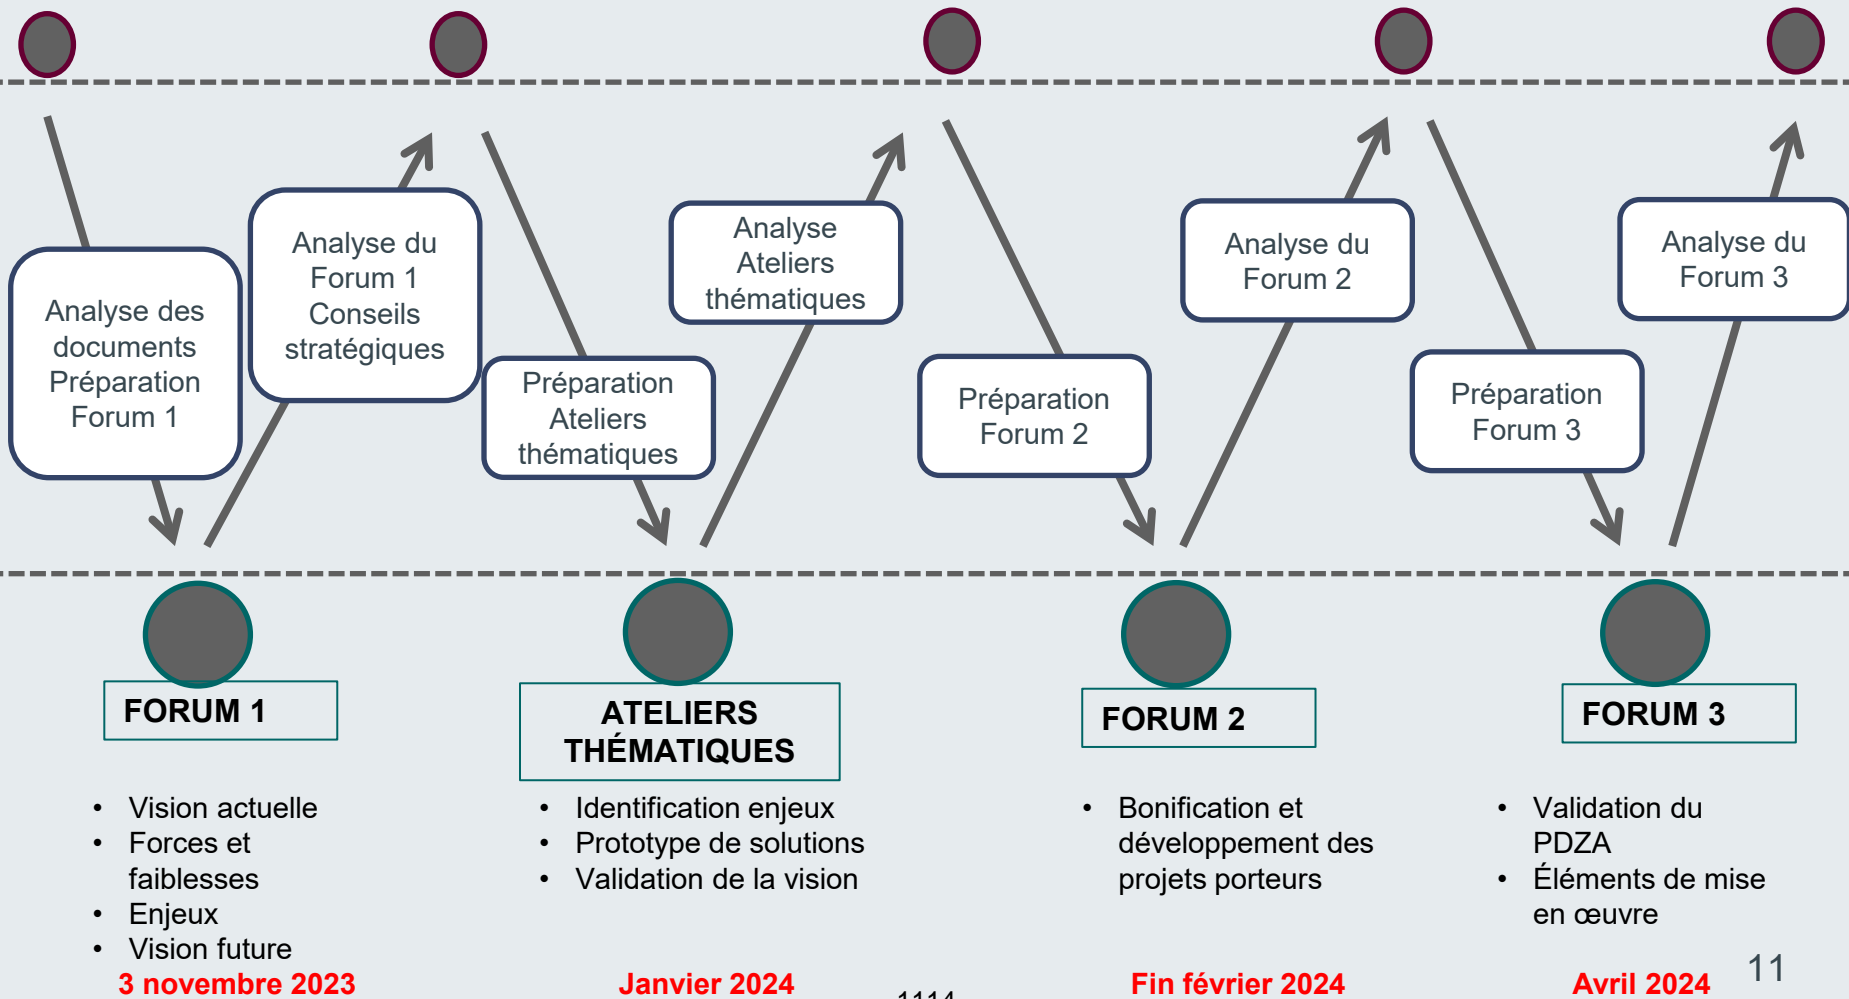 Analyse des
documents
Préparation
Forum 1
Analyse du
Forum 1
Conseils
stratégiques
Préparation
Ateliers
thématiques
Analyse
Ateliers
thématiques
Préparation
Forum 2
Analyse du
Forum 2
Préparation
Forum 3
Analyse du
Forum 3
FORUM 1
• Vision actuelle
• Forces et
faiblesses
• Enjeux
• Vision future
3 novembre 2023
ATELIERS
THÉMATIQUES
• Identification enjeux
• Prototype de solutions
• Validation de la vision
Janvier 2024
FORUM 2
• Bonification et
développement des
projets porteurs
Fin février 2024
FORUM 3
• Validation du
PDZA
• Éléments de mise
en œuvre
Avril 2024
11
1114